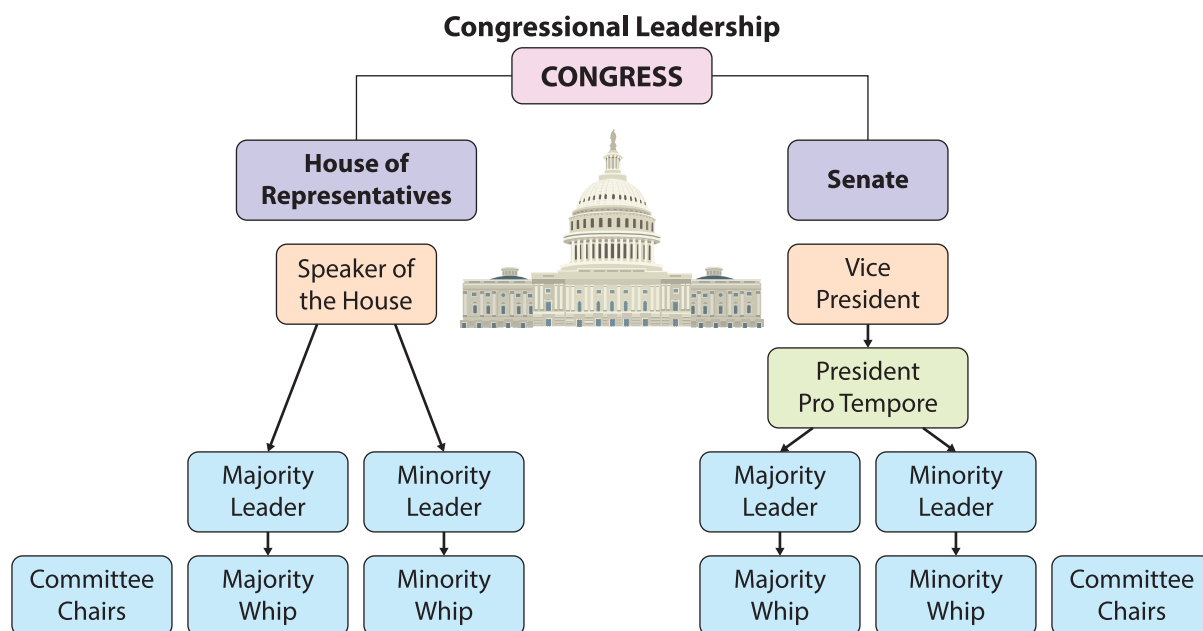 Congressional Leadership
CONGRESS
House of
Representatives
Senate
Speaker of
the House
Vice
President
President
Pro Tempore
Majority
Leader
Minority
Leader
Majority
Leader
Minority
Leader
Committee
Chairs
Majority
Whip
Minority
Whip
Majority
Whip
Minority
Whip
Committee
Chairs